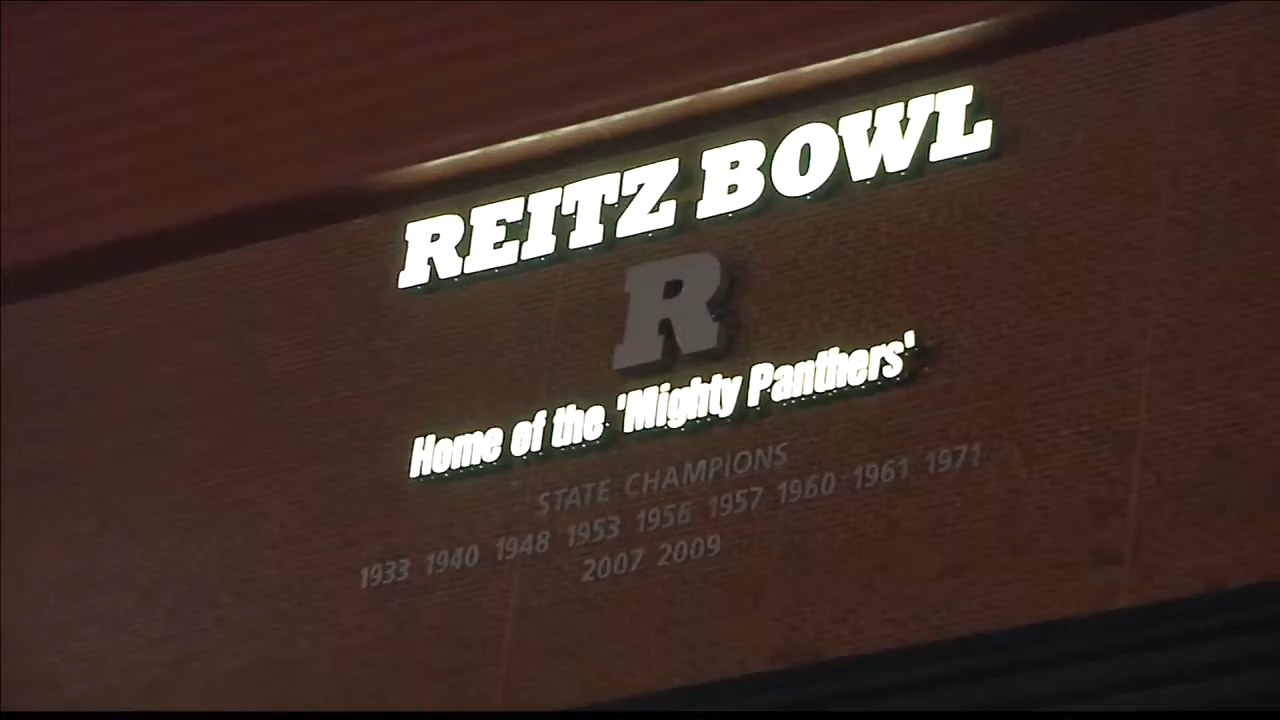 REITZ BOWL
R
Home of the 'Mighty Panthers'
STATE CHAMPIONS
1933 1940 1948 1953 1956 1957 1960 1961 1971
2007 2009